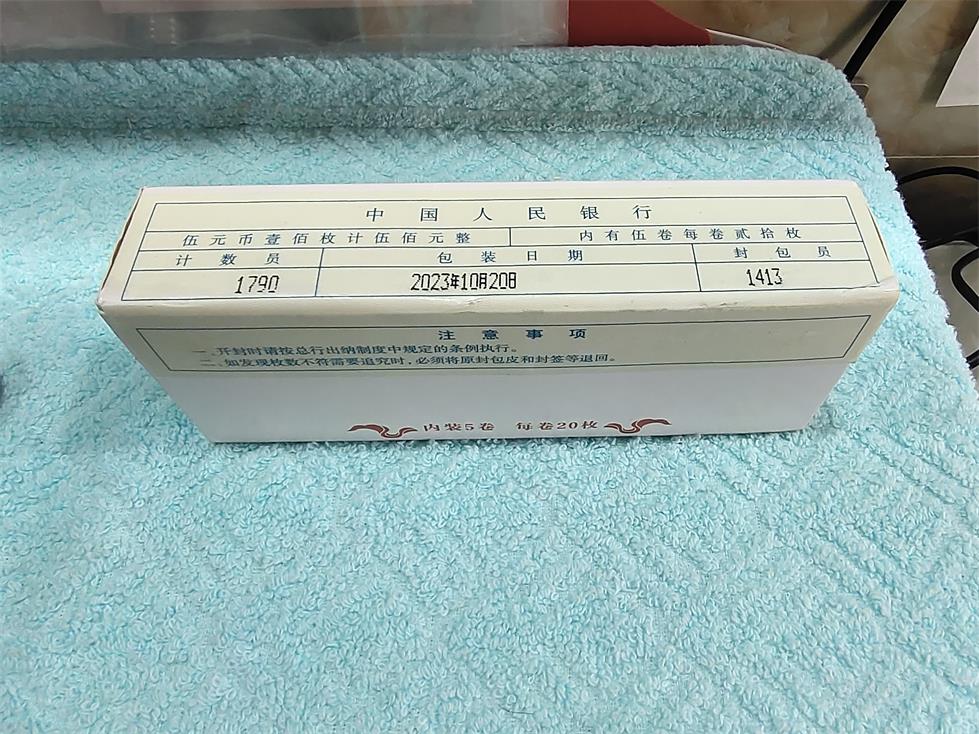 中国人民银行
伍元币壹佰枚计伍佰元整 内有伍卷每卷贰拾枚
计数员 包装日期 封包员
1790 2023年10月20日 1413
注意事项
一、开封时请按总行出纳制度中规定的条例执行。
二、如发现枚数不符需要追究时，必须将原封包皮和封签等退回。
内装5卷 每卷20枚